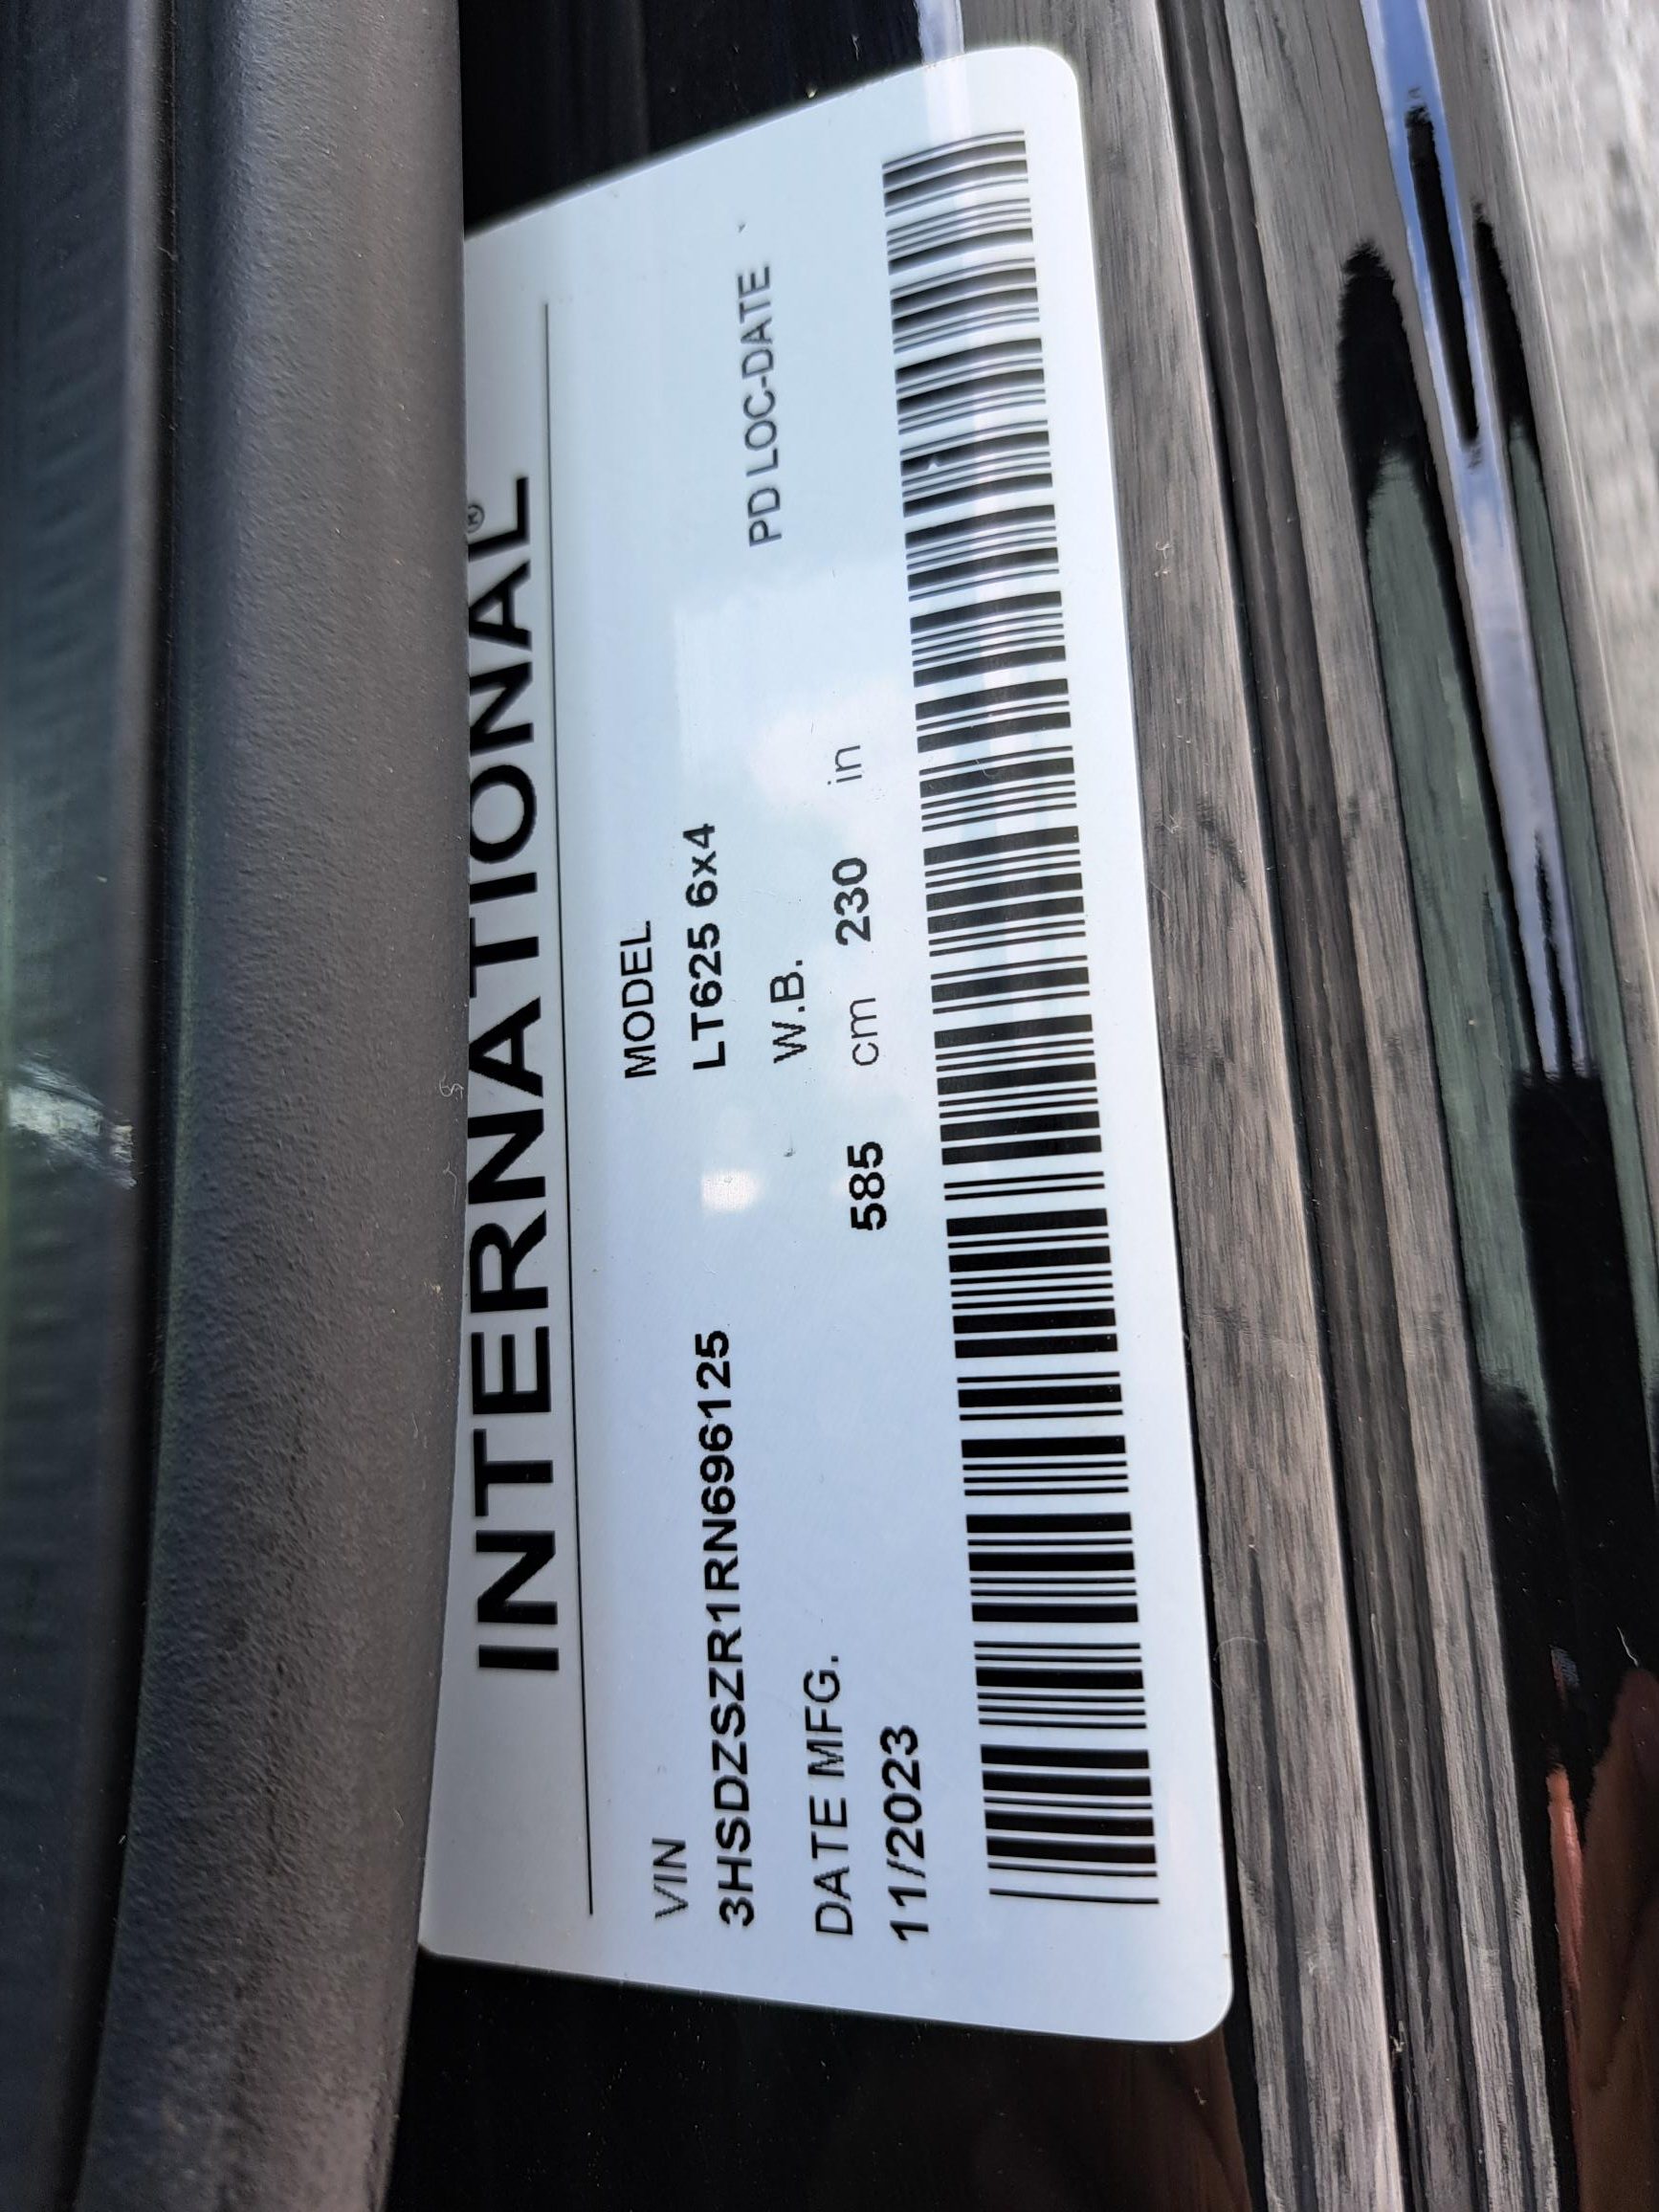 INTERNATIONAL®
VIN MODEL
3HSDZSZR1RN696125 LT625 6x4
DATE MFG. W.B. PD LOC-DATE
11/2023 585 cm 230 in